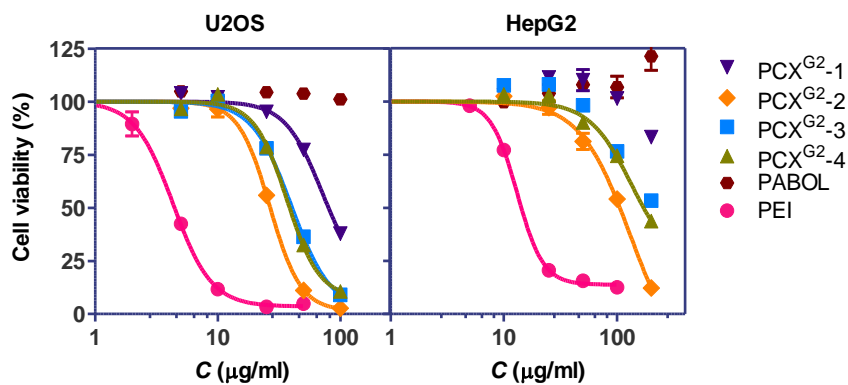 U2OS HepG2
125
100
75
50
25
0
Cell viability (%)
1 10 100
1 10 100
C (μg/ml) C (μg/ml)
PCXG2-1
PCXG2-2
PCXG2-3
PCXG2-4
PABOL
PEI